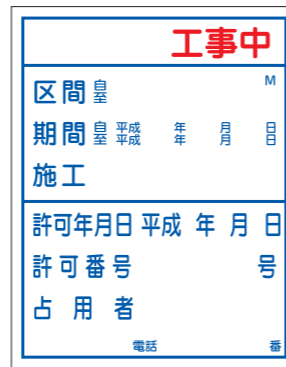 工事中
区間 自至 M
期間 自 平成 年 月 日
至 平成 年 月 日
施工
許可年月日 平成 年 月 日
許可番号 号
占用者
電話 番